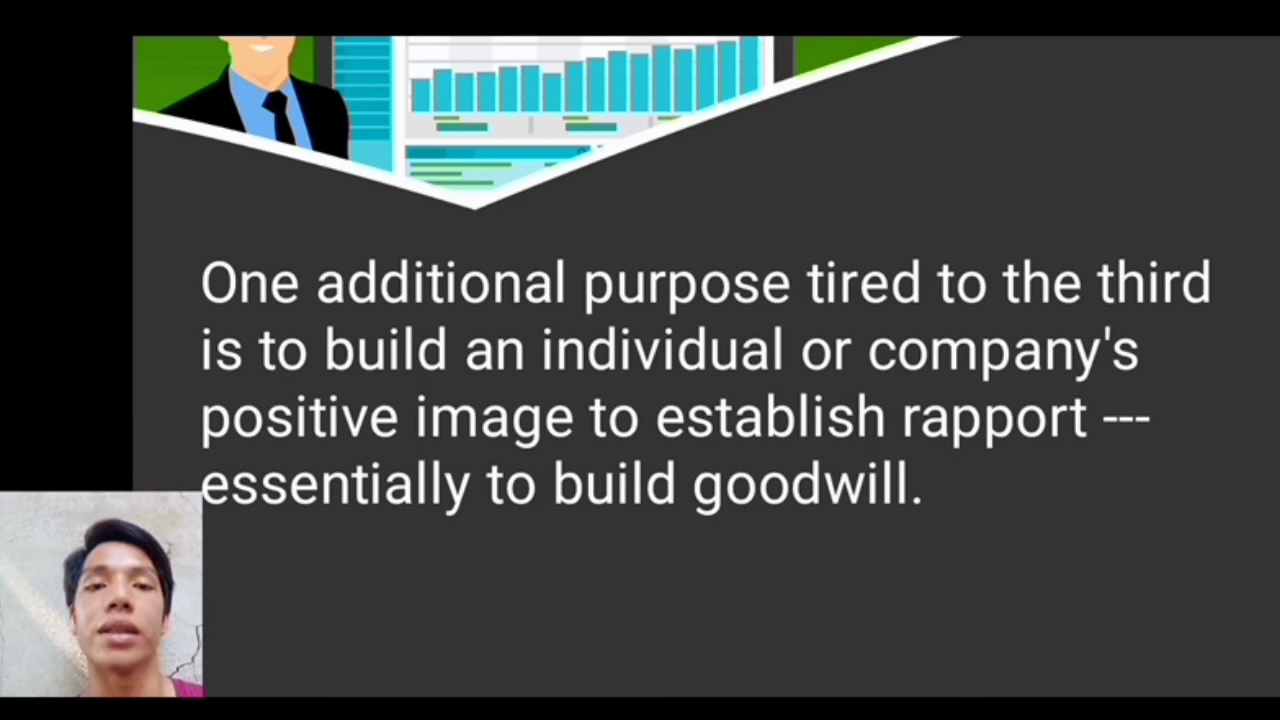 One additional purpose tired to the third
is to build an individual or company's
positive image to establish rapport ---
essentially to build goodwill.